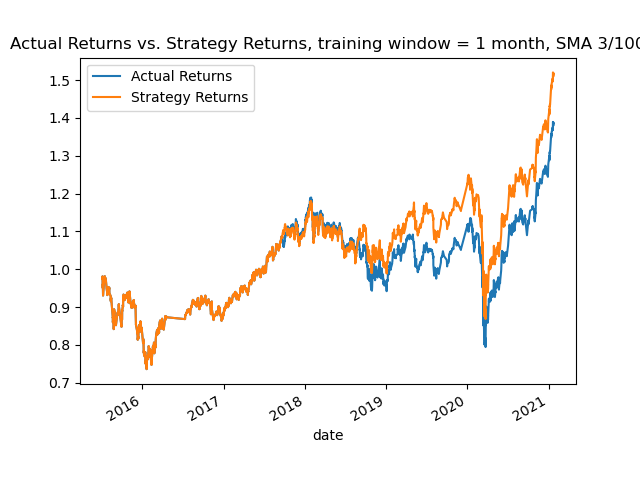 Actual Returns vs. Strategy Returns, training window = 1 month, SMA 3/100
Actual Returns
Strategy Returns
1.5
1.4
1.3
1.2
1.1
1.0
0.9
0.8
0.7
2016 2017 2018 2019 2020 2021
date